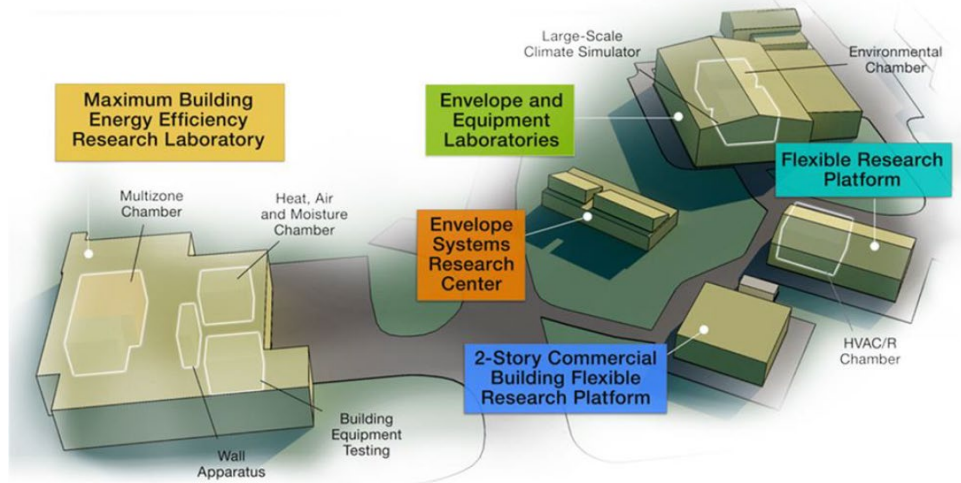 Large-Scale
Climate Simulator
Environmental
Chamber
Maximum Building
Energy Efficiency
Research Laboratory
Envelope and
Equipment
Laboratories
Flexible Research
Platform
Multizone
Chamber
Heat, Air
and Moisture
Chamber
Envelope
Systems
Research
Center
2-Story Commercial
Building Flexible
Research Platform
HVAC/R
Chamber
Building
Equipment
Testing
Wall
Apparatus